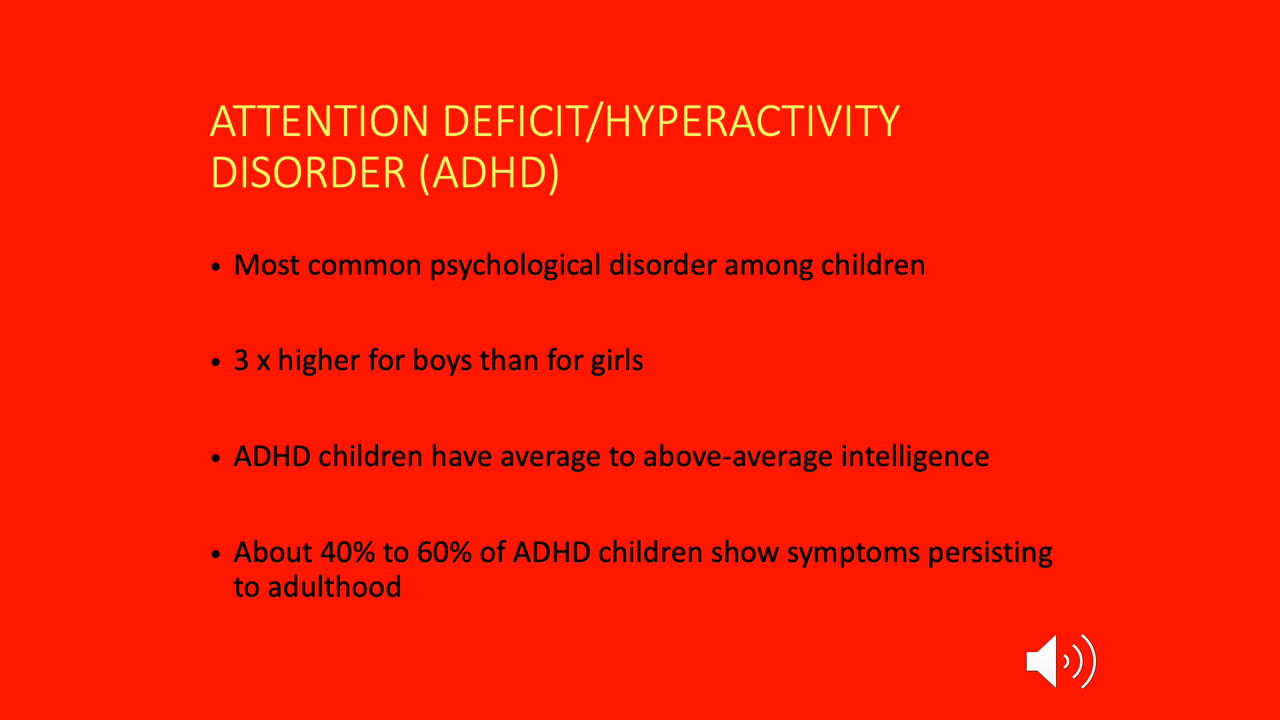 ATTENTION DEFICIT/HYPERACTIVITY
DISORDER (ADHD)
• Most common psychological disorder among children
• 3 x higher for boys than for girls
• ADHD children have average to above-average intelligence
• About 40% to 60% of ADHD children show symptoms persisting
to adulthood